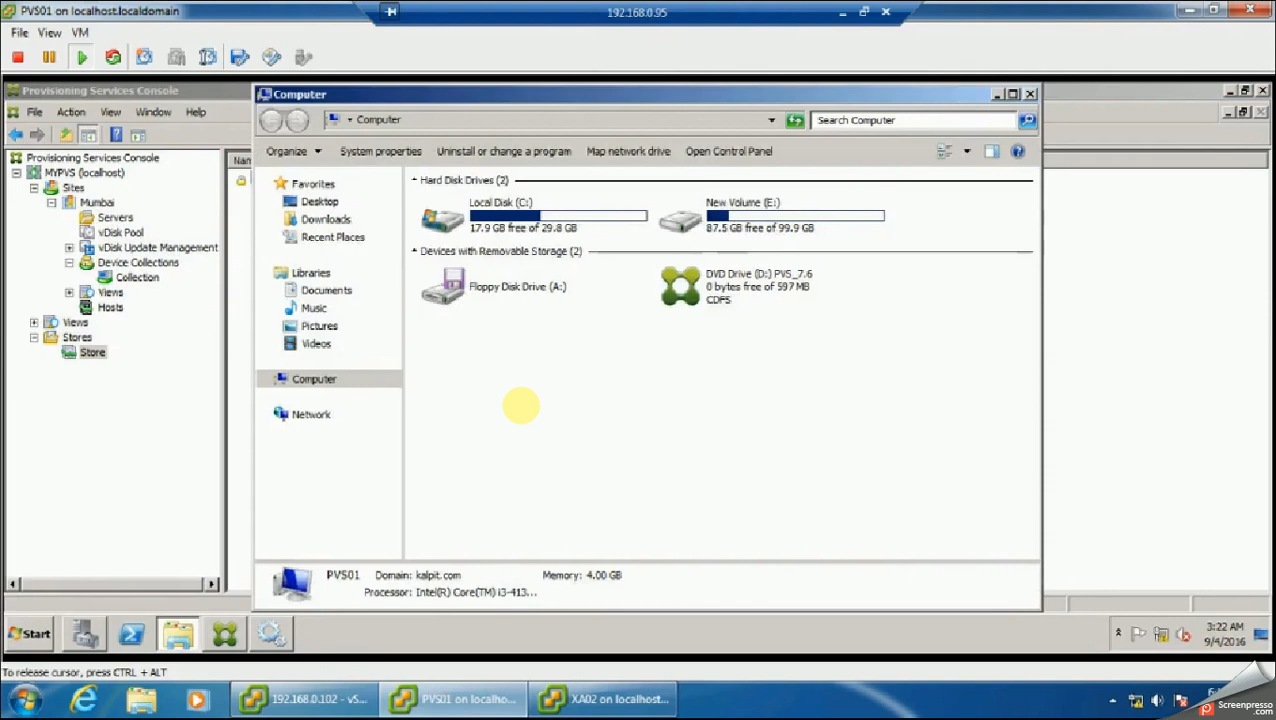 PVS01 on localhost.localdomain
192.168.0.95
File View VM
Provisioning Services Console
File Action View Window Help
Provisioning Services Console
MYPVS (localhost)
Sites
Mumbai
Servers
vDisk Pool
vDisk Update Management
Device Collections
Collection
Views
Hosts
Views
Stores
Store
Nam
Computer
Computer
Search Computer
Organize System properties Uninstall or change a program Map network drive Open Control Panel
Favorites
Desktop
Downloads
Recent Places
Libraries
Documents
Music
Pictures
Videos
Computer
Network
Hard Disk Drives (2)
Local Disk (C:)
17.9 GB free of 29.8 GB
New Volume (E:)
87.5 GB free of 99.9 GB
Devices with Removable Storage (2)
Floppy Disk Drive (A:)
DVD Drive (D:) PVS_7.6
0 bytes free of 597 MB
CDFS
PVS01 Domain: kalpit.com Memory: 4.00 GB
Processor: Intel(R) Core(TM) i3-413...
Start
3:22 AM
9/4/2016
To release cursor, press CTRL + ALT
192.168.0.102 - vS...
PVS01 on localho...
XA02 on localhost...
Screenpresso
.com